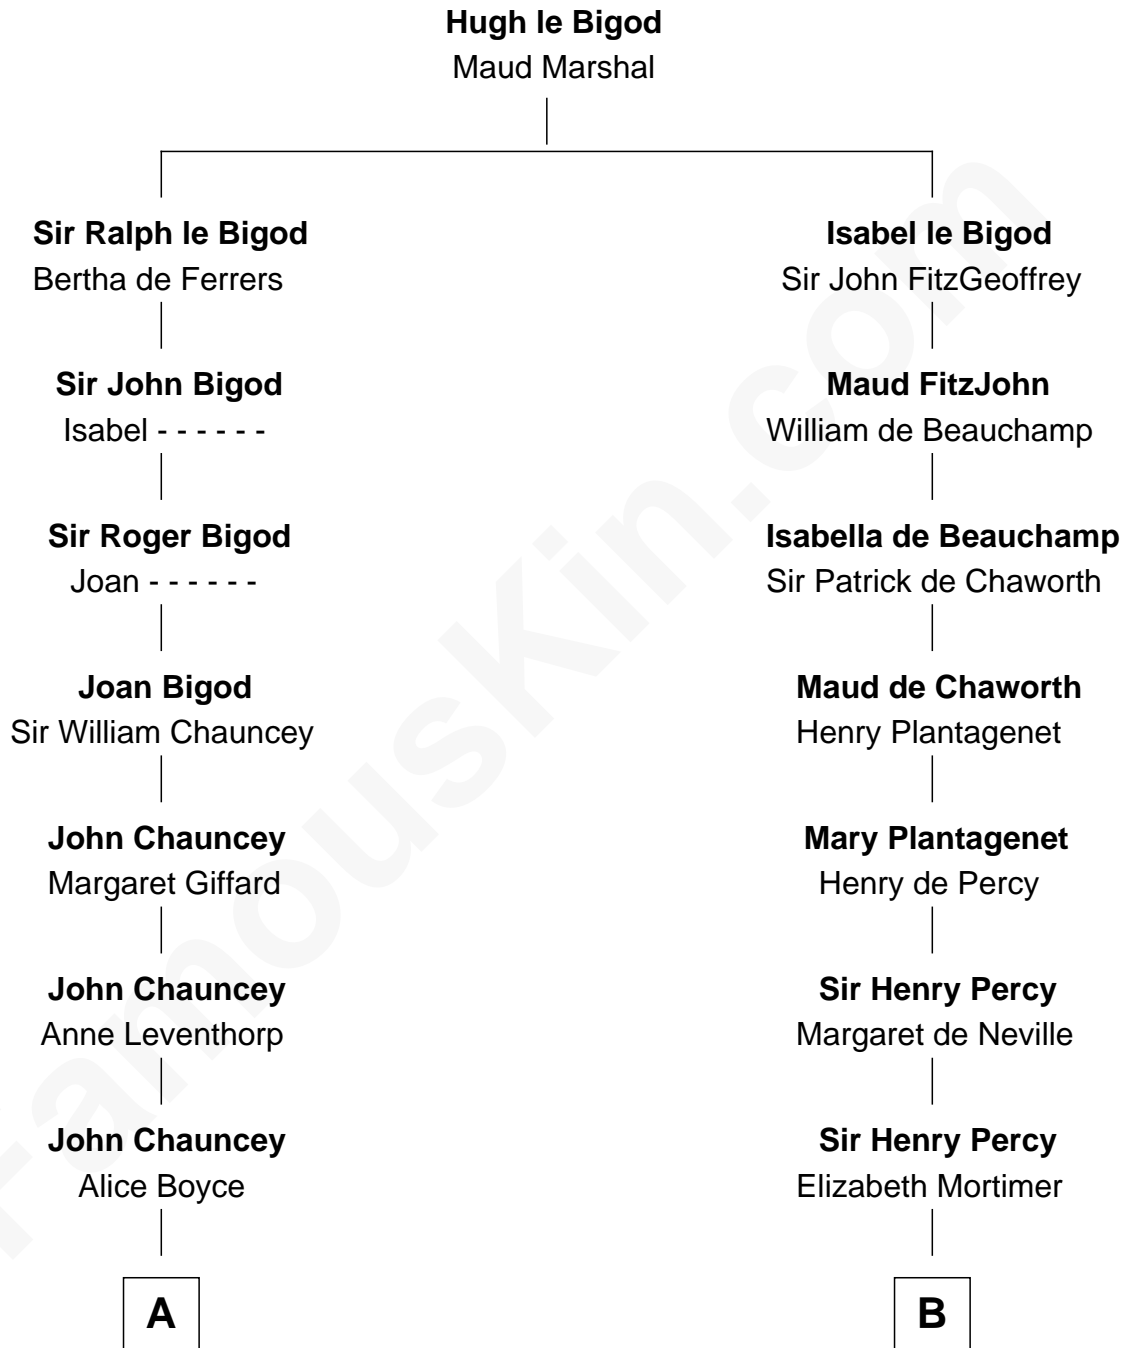 Hugh le Bigod
Maud Marshal
Sir Ralph le Bigod
Bertha de Ferrers
Isabel le Bigod
Sir John FitzGeoffrey
Sir John Bigod
Isabel - - - - - -
Maud FitzJohn
William de Beauchamp
Sir Roger Bigod
Joan - - - - - -
Isabella de Beauchamp
Sir Patrick de Chaworth
Joan Bigod
Sir William Chauncey
Maud de Chaworth
Henry Plantagenet
John Chauncey
Margaret Giffard
Mary Plantagenet
Henry de Percy
John Chauncey
Anne Leventhorp
Sir Henry Percy
Margaret de Neville
John Chauncey
Alice Boyce
Sir Henry Percy
Elizabeth Mortimer
A
B
FamousKin.com